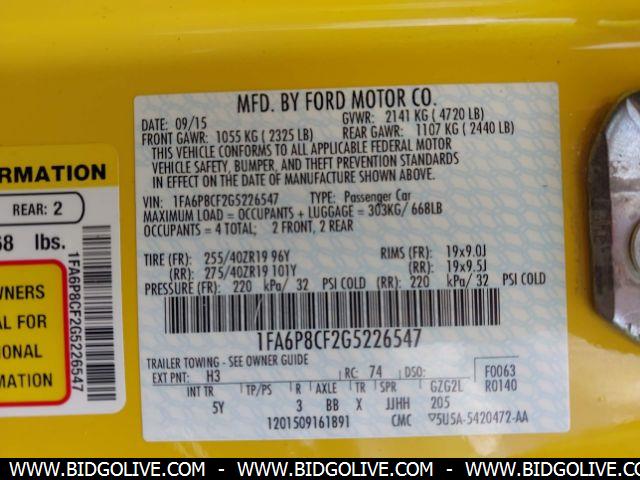 MFD. BY FORD MOTOR CO.
DATE: 09/15 GVWR: 2141 KG ( 4720 LB)
FRONT GAWR: 1055 KG ( 2325 LB) REAR GAWR: 1107 KG ( 2440 LB)
THIS VEHICLE CONFORMS TO ALL APPLICABLE FEDERAL MOTOR
VEHICLE SAFETY, BUMPER, AND THEFT PREVENTION STANDARDS
IN EFFECT ON THE DATE OF MANUFACTURE SHOWN ABOVE.
VIN: 1FA6P8CF2G5226547 TYPE: Passenger Car
MAXIMUM LOAD = OCCUPANTS + LUGGAGE = 303KG/ 668LB
OCCUPANTS = 4 TOTAL; 2 FRONT, 2 REAR
TIRE (FR): 255/40ZR19 96Y RIMS (FR): 19x9.0J
(RR): 275/40ZR19 101Y (RR): 19x9.5J
PRESSURE (FR): 220 kPa/ 32 PSI COLD (RR): 220 kPa/ 32 PSI COLD
1FA6P8CF2G5226547
TRAILER TOWING - SEE OWNER GUIDE
EXT PNT: H3 RC: 74 DSO: F0063
R0140
INT TR TP/PS R AXLE TR SPR GZG2L
5Y 3 BB X JJHH 205
1201509161891 CMC ▽5U5A-5420472-AA
ORMATION
REAR: 2
68 lbs.
1FA6P8CF2G5226547
WNERS
AL FOR
IONAL
MATION
WWW.BIDGOLIVE.COM - WWW.BIDGOLIVE.COM - WWW.BIDGOLIVE.COM - WWW.BIDGOLIVE.COM